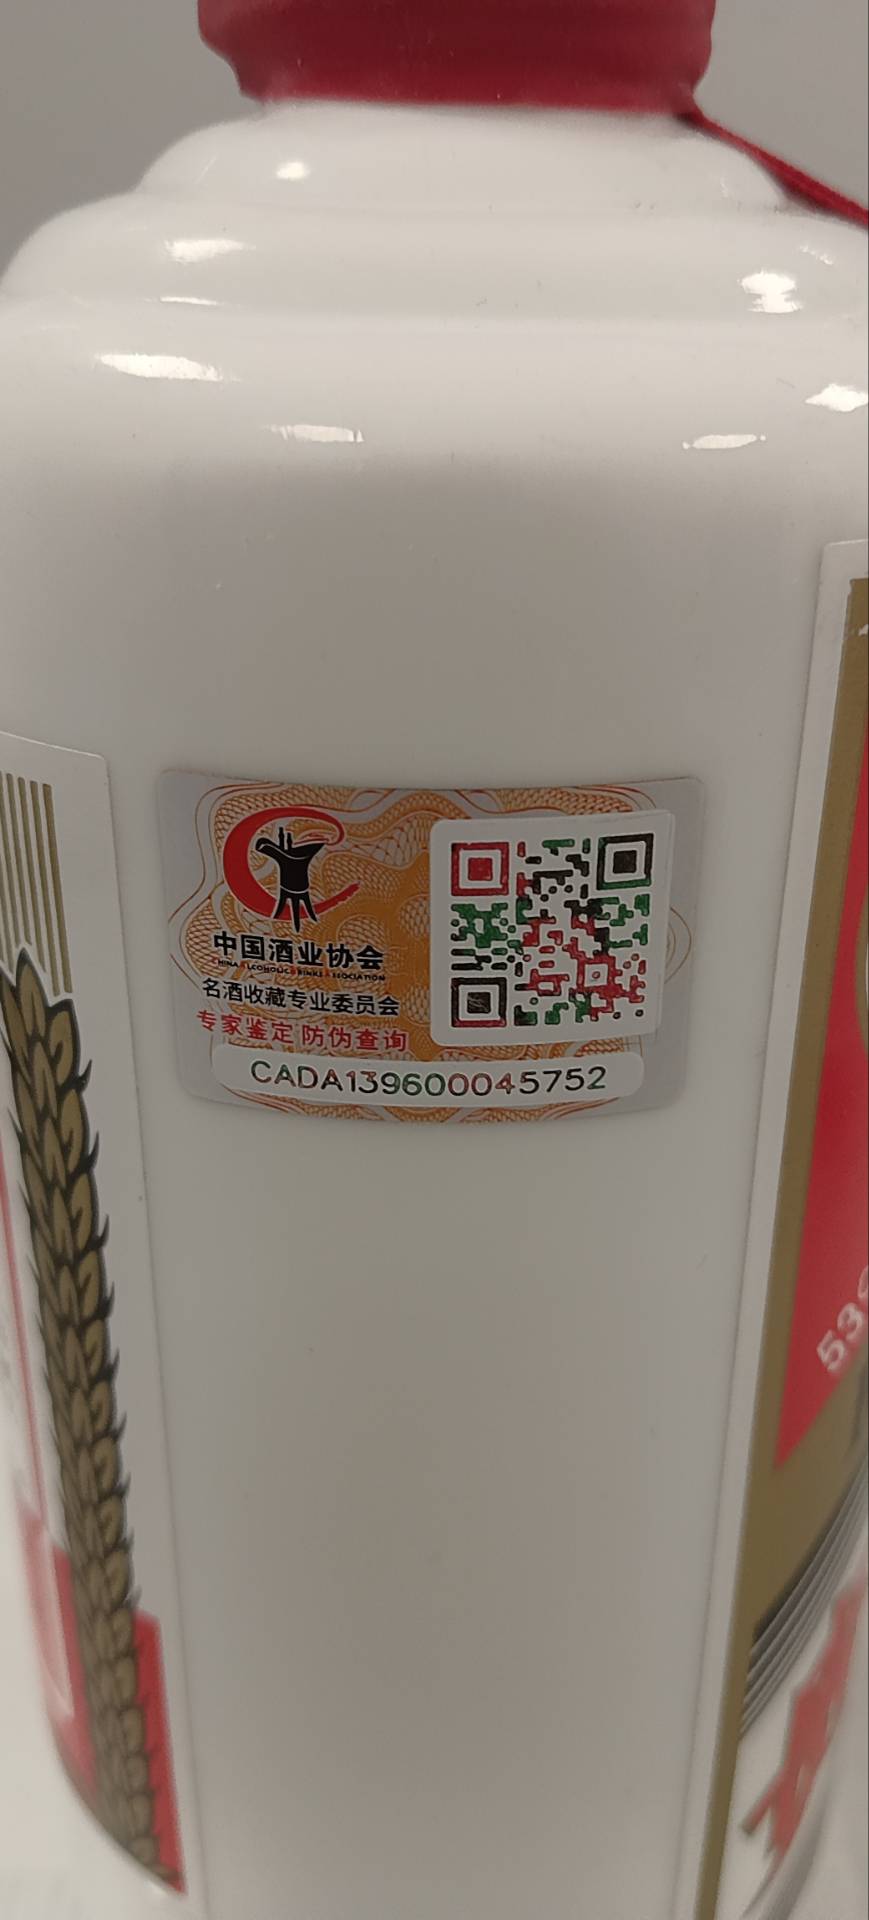 中国酒业协会
CHINA ALCOHOLIC DRINKS ASSOCIATION
名酒收藏专业委员会
专家鉴定 防伪查询
CADA139600045752
53